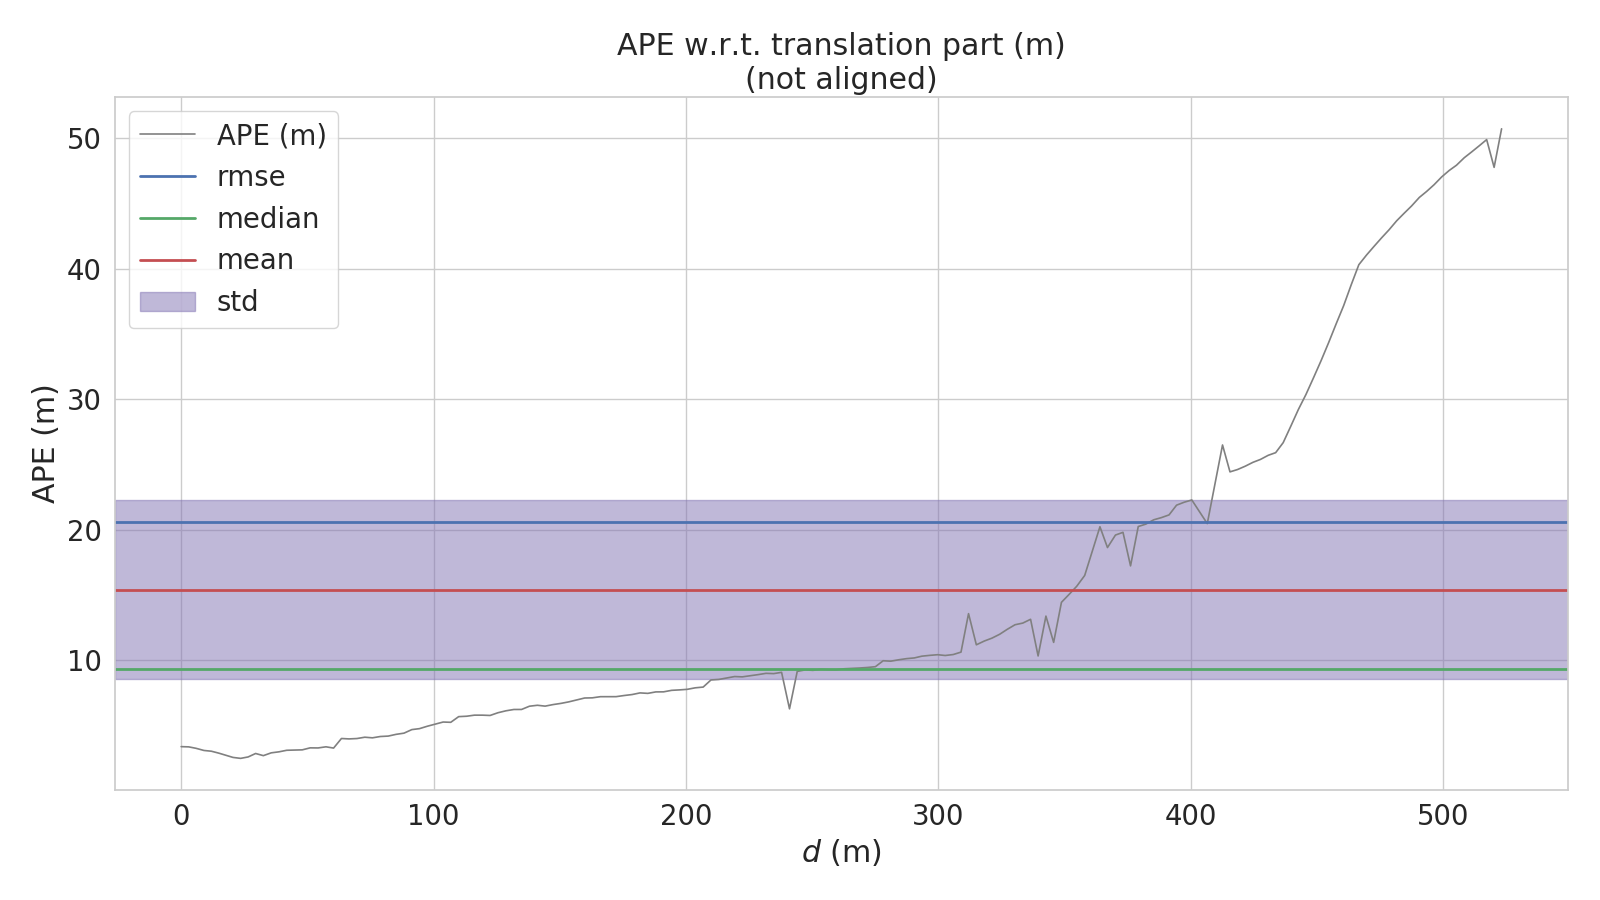 APE w.r.t. translation part (m)
(not aligned)
APE (m)
rmse
median
mean
std
50
40
30
20
10
APE (m)
0 100 200 300 400 500
d (m)